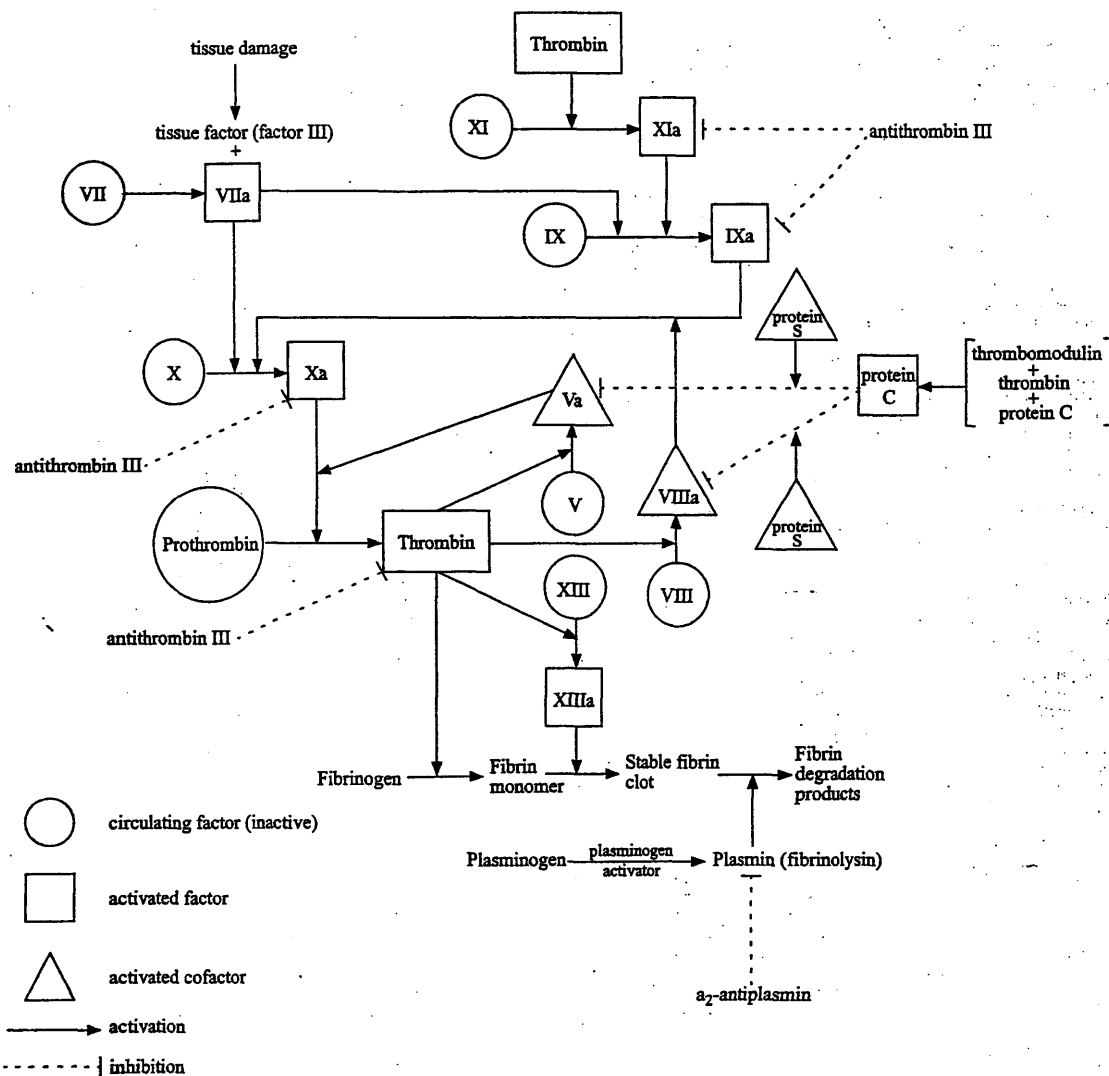 tissue damage
Thrombin
tissue factor (factor III)
+
XI
XIa
antithrombin III
VII
VIIa
IX
IXa
protein
S
X
Xa
Va
protein
C
thrombomodulin
+
thrombin
+
protein C
antithrombin III
V
VIIIa
protein
S
Prothrombin
Thrombin
XIII
VIII
antithrombin III
XIIIa
Fibrinogen
Fibrin
monomer
Stable fibrin
clot
Fibrin
degradation
products
circulating factor (inactive)
Plasminogen
plasminogen
activator
Plasmin (fibrinolysin)
activated factor
activated cofactor
a2-antiplasmin
activation
inhibition